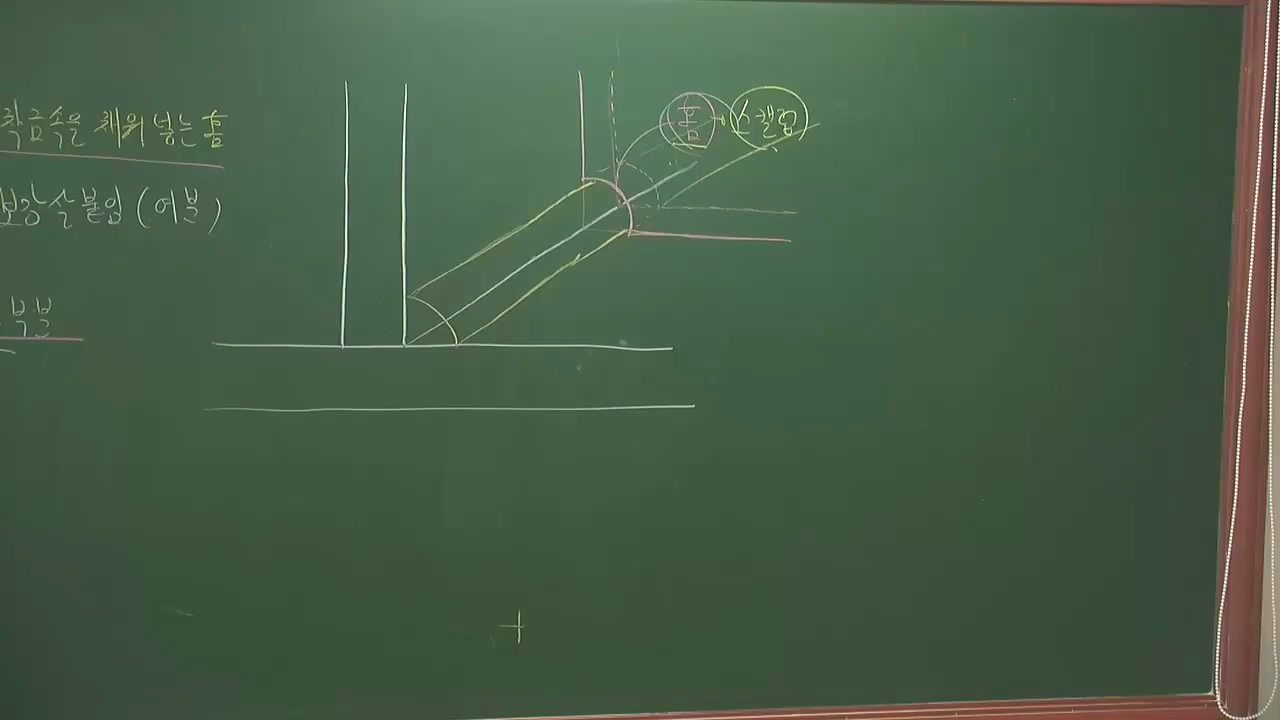 착금속을 채워 넣는 홈
보강살붙임 (여분)
부분
홈 스캘럽